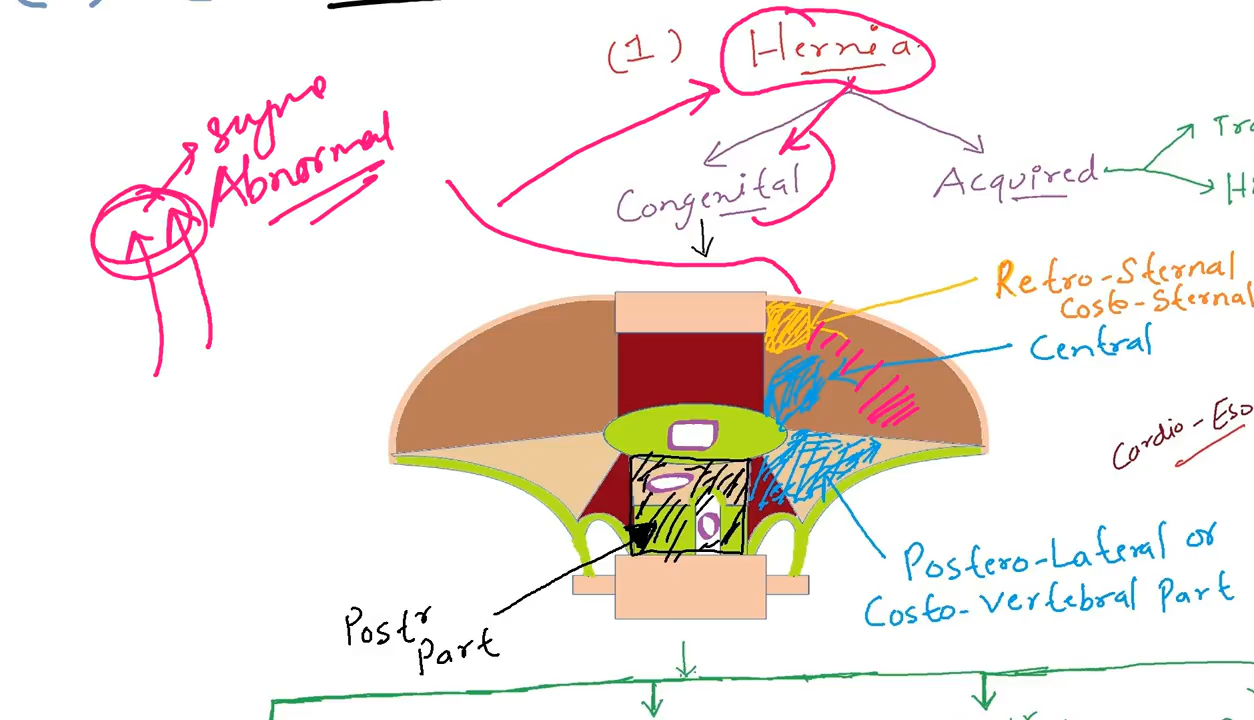 (1) Hernia
Abnormal
Congenital
Acquired
Retro-Sternal
Costo-Sternal
Central
Cardio-Eso
Postero-Lateral or
Costo-Vertebral Part
Postr
Part